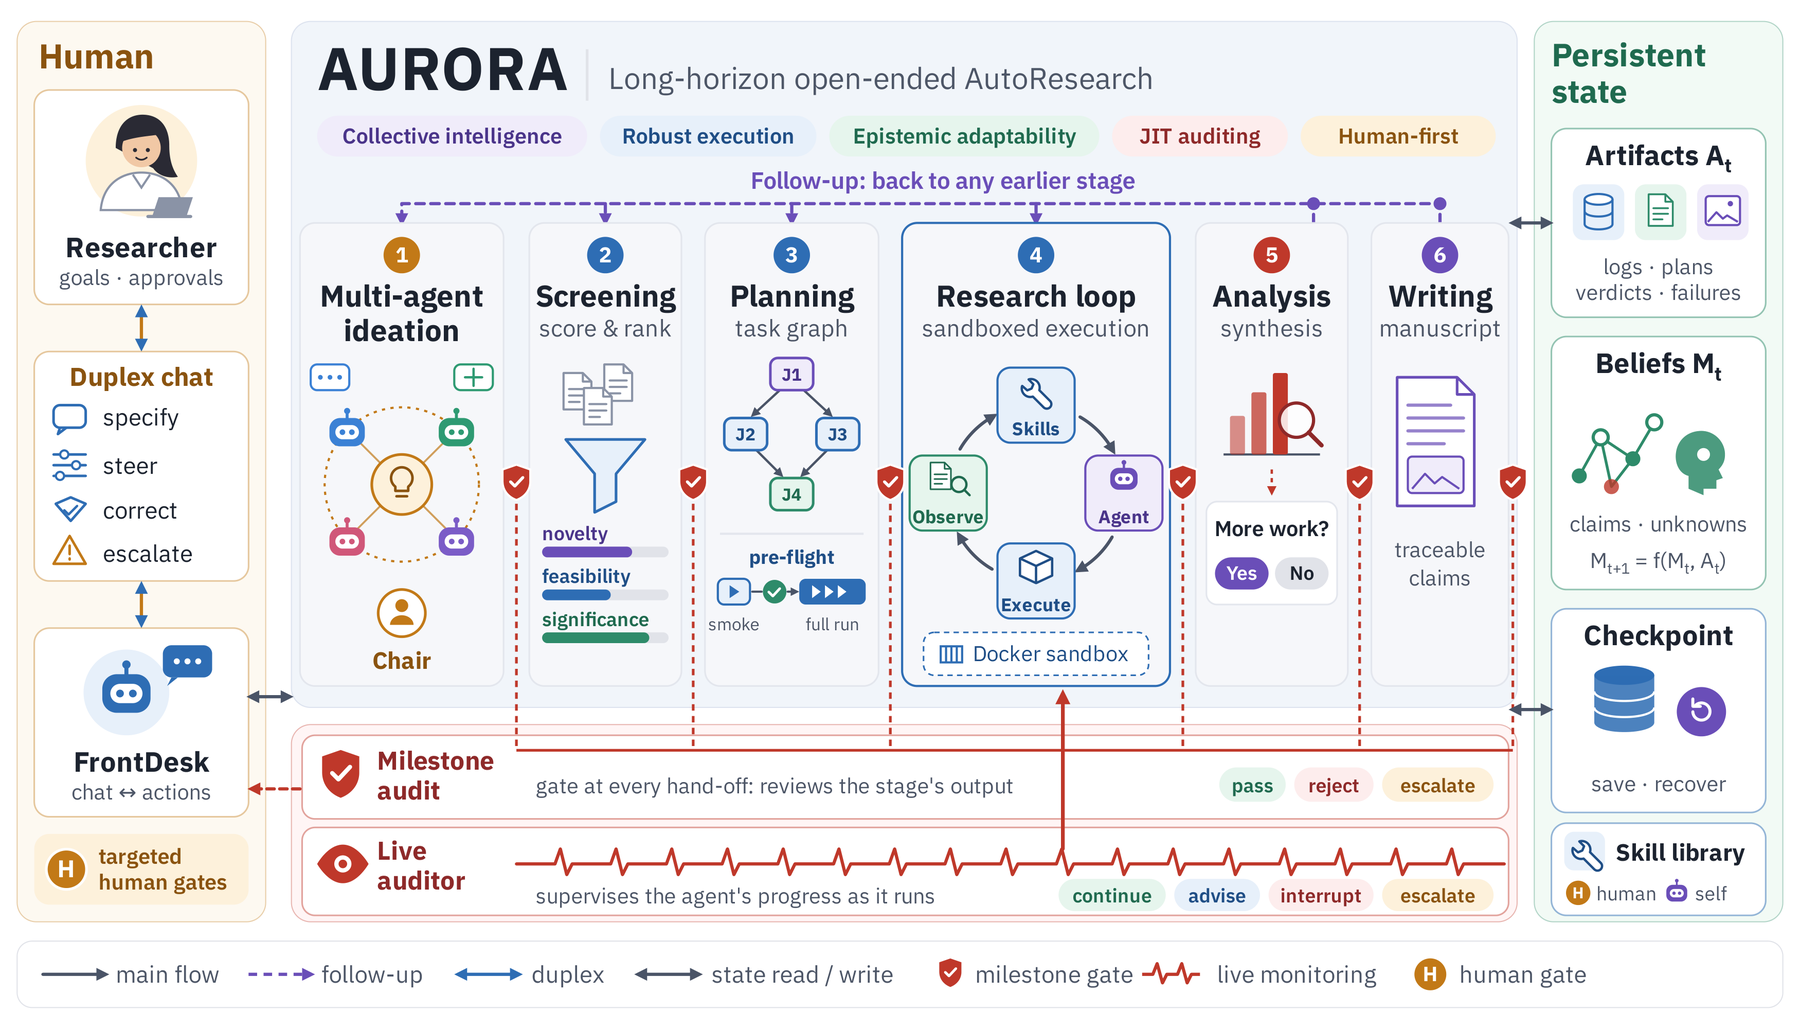 Human
Researcher
goals · approvals
Duplex chat
specify
steer
correct
escalate
FrontDesk
chat ↔ actions
H
targeted
human gates
AURORA
Long-horizon open-ended AutoResearch
Collective intelligence
Robust execution
Epistemic adaptability
JIT auditing
Human-first
Follow-up: back to any earlier stage
1
Multi-agent
ideation
Chair
2
Screening
score & rank
novelty
feasibility
significance
3
Planning
task graph
J1
J2
J3
J4
pre-flight
smoke
full run
4
Research loop
sandboxed execution
Skills
Observe
Agent
Execute
Docker sandbox
5
Analysis
synthesis
More work?
Yes
No
6
Writing
manuscript
traceable
claims
Milestone
audit
gate at every hand-off: reviews the stage's output
pass
reject
escalate
Live
auditor
supervises the agent's progress as it runs
continue
advise
interrupt
escalate
Persistent
state
Artifacts A_t
logs · plans
verdicts · failures
Beliefs M_t
claims · unknowns
M_{t+1} = f(M_t, A_t)
Checkpoint
save · recover
Skill library
H human self
main flow
follow-up
duplex
state read / write
milestone gate
live monitoring
H human gate